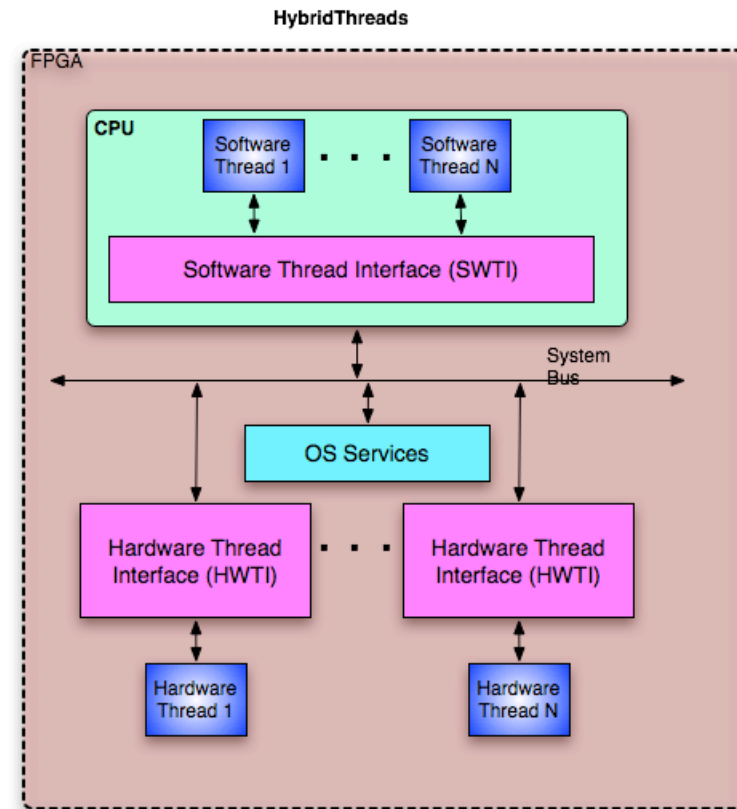 HybridThreads
FPGA
CPU
Software
Thread 1
. . .
Software
Thread N
Software Thread Interface (SWTI)
System
Bus
OS Services
Hardware Thread
Interface (HWTI)
. . .
Hardware Thread
Interface (HWTI)
Hardware
Thread 1
Hardware
Thread N